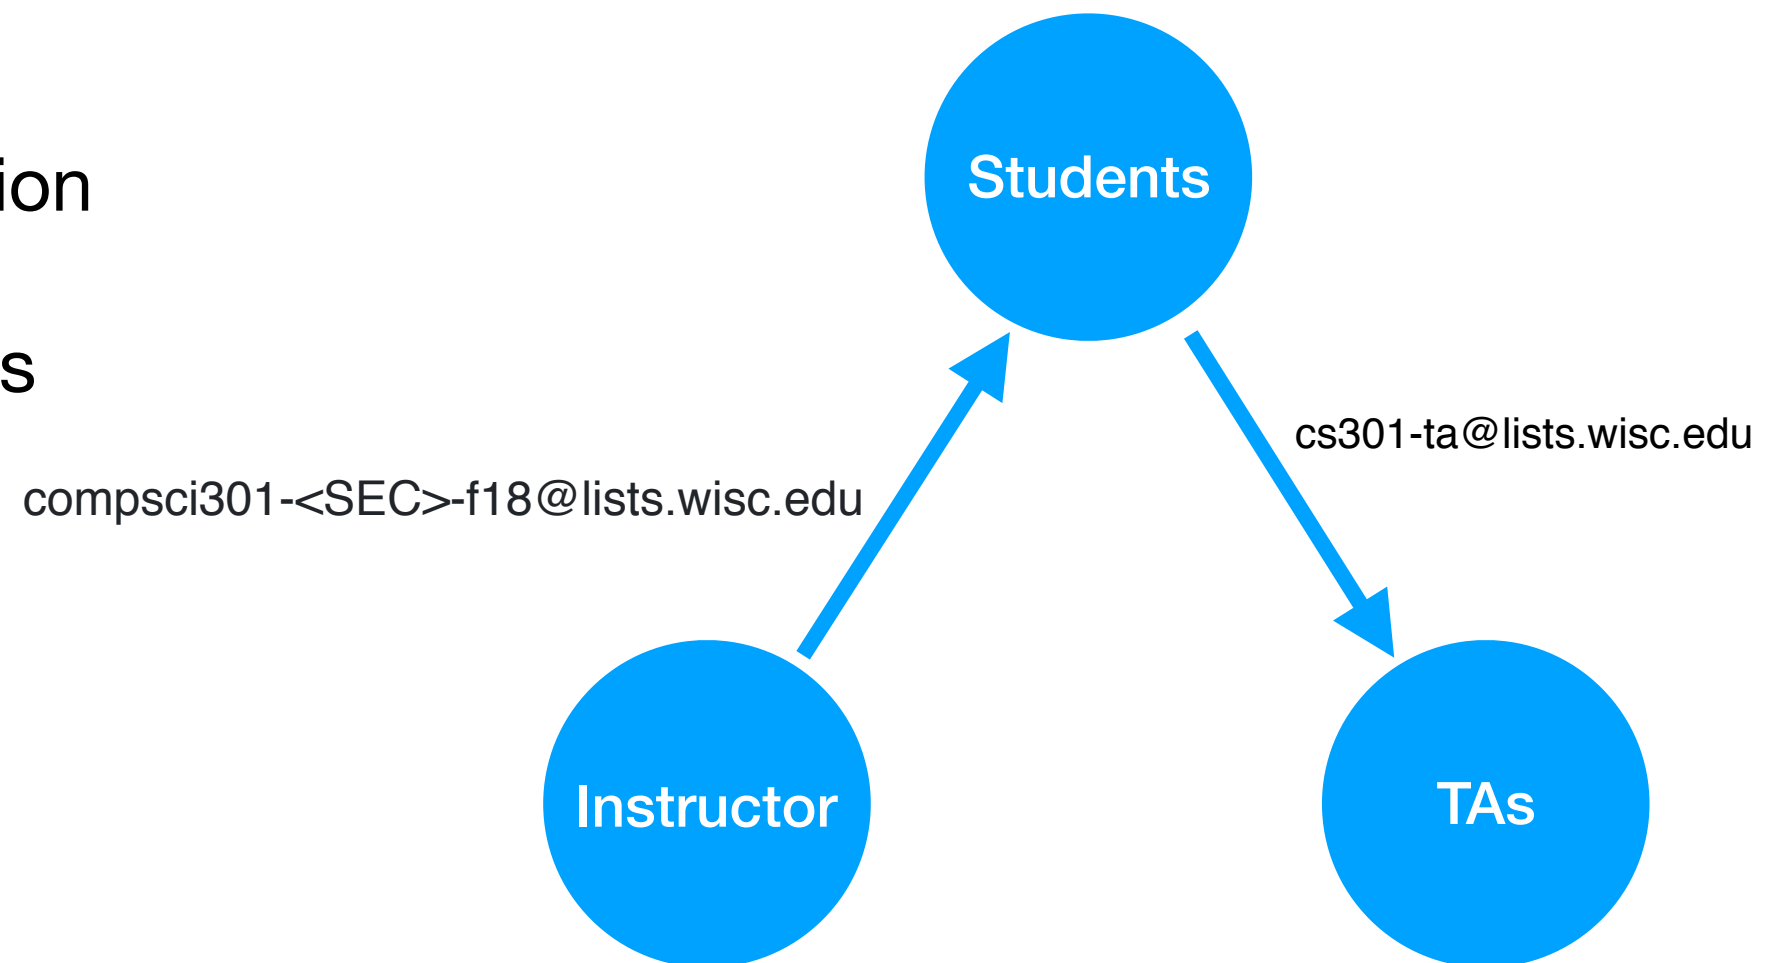 Students
ion
s
cs301-ta@lists.wisc.edu
compsci301-<SEC>-f18@lists.wisc.edu
Instructor
TAs